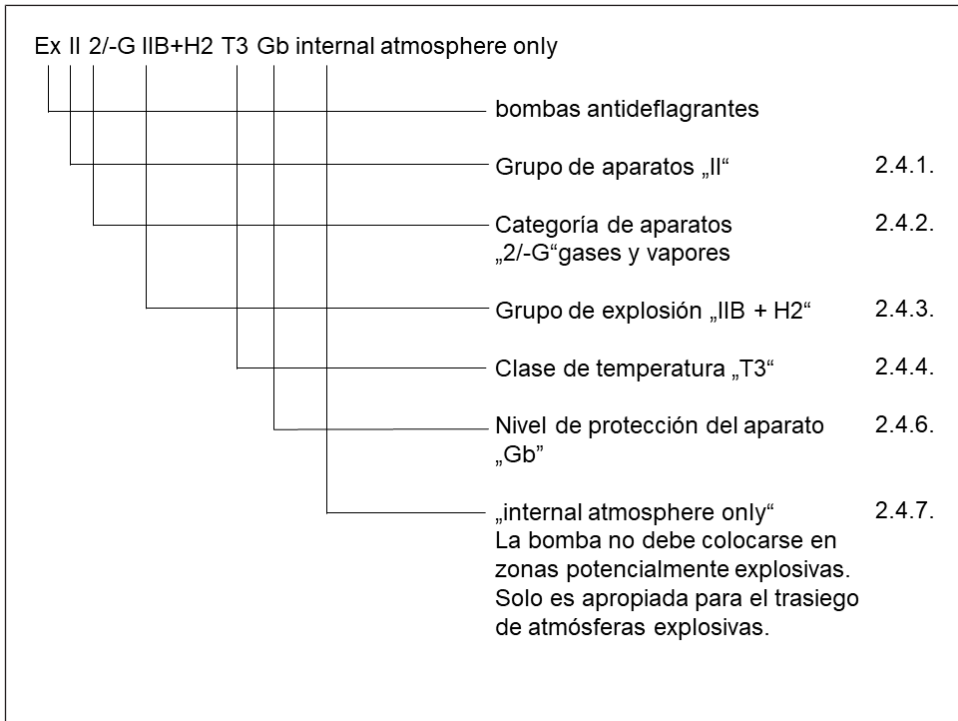 Ex II 2/-G IIB+H2 T3 Gb internal atmosphere only
bombas antideflagrantes
Grupo de aparatos „II“ 2.4.1.
Categoría de aparatos 2.4.2.
„2/-G“gases y vapores
Grupo de explosión „IIB + H2“ 2.4.3.
Clase de temperatura „T3“ 2.4.4.
Nivel de protección del aparato 2.4.6.
„Gb”
„internal atmosphere only“ 2.4.7.
La bomba no debe colocarse en
zonas potencialmente explosivas.
Solo es apropiada para el trasiego
de atmósferas explosivas.